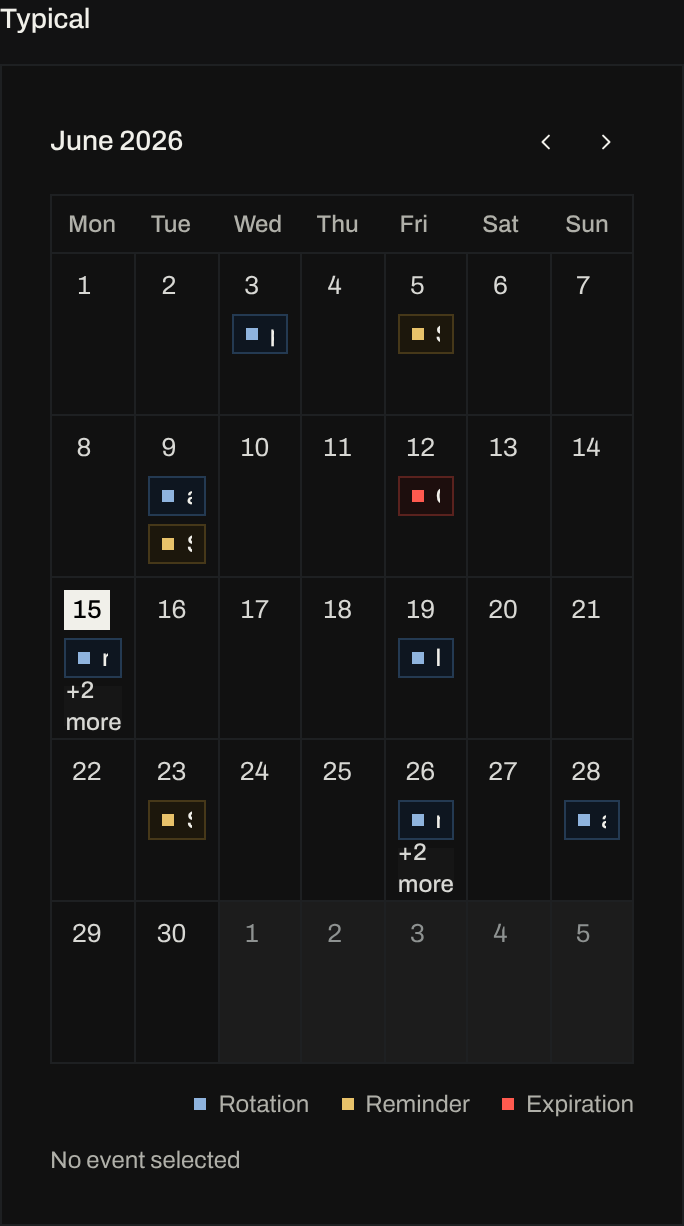 Typical
June 2026
Mon Tue Wed Thu Fri Sat Sun
1 2 3 4 5 6 7
8 9 10 11 12 13 14
15 16 17 18 19 20 21
+2
more
22 23 24 25 26 27 28
+2
more
29 30 1 2 3 4 5
Rotation Reminder Expiration
No event selected